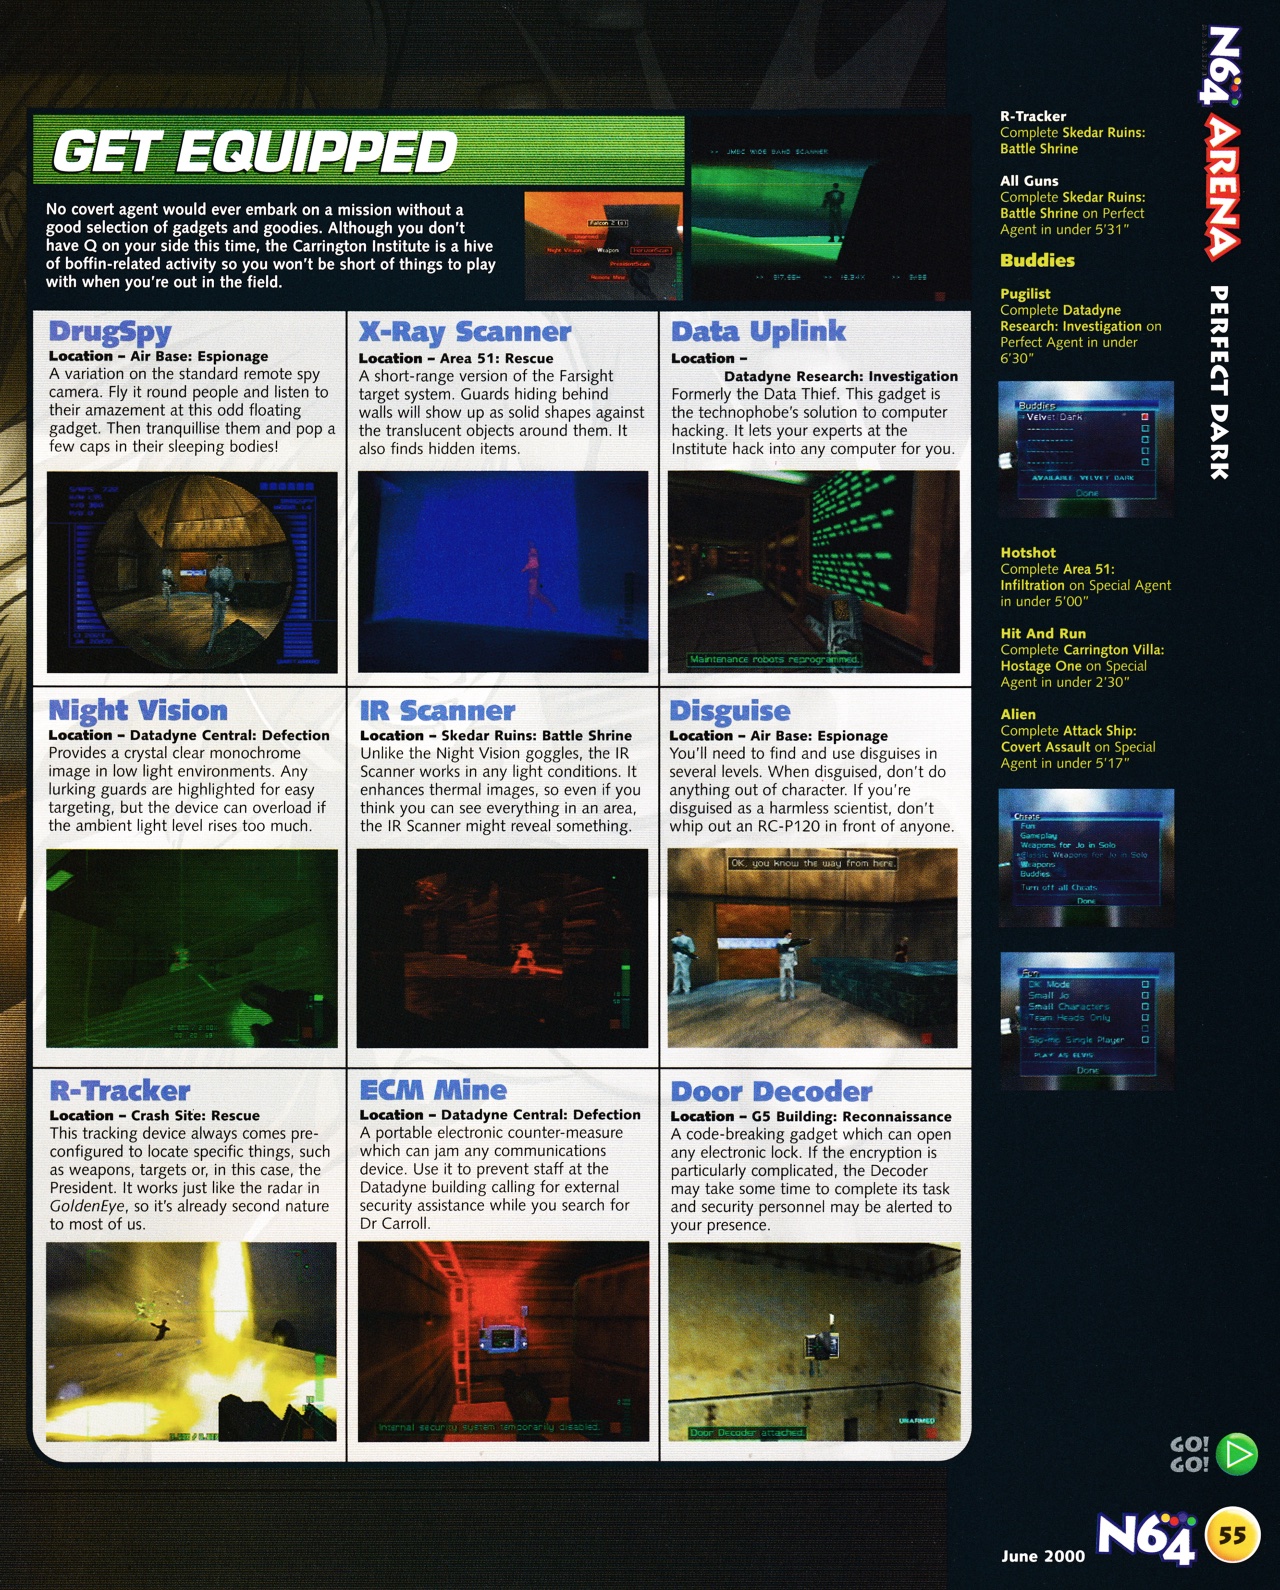 GET EQUIPPED
No covert agent would ever embark on a mission without a
good selection of gadgets and goodies. Although you don't
have Q on your side this time, the Carrington Institute is a hive
of boffin-related activity so you won't be short of things to play
with when you're out in the field.
Falcon 2 (s)
Unarmed
Night Vision
Weapon
HorizonScan
PresidentScan
Remote Mine
>> JMBC WIDE BAND SCANNER
DrugSpy
Location – Air Base: Espionage
A variation on the standard remote spy
camera. Fly it round people and listen to
their amazement at this odd floating
gadget. Then tranquillise them and pop a
few caps in their sleeping bodies!
X-Ray Scanner
Location – Area 51: Rescue
A short-range version of the Farsight
target system. Guards hiding behind
walls will show up as solid shapes against
the translucent objects around them. It
also finds hidden items.
Data Uplink
Location –
Datadyne Research: Investigation
Formerly the Data Thief. This gadget is
the technophobe's solution to computer
hacking. It lets your experts at the
Institute hack into any computer for you.
Maintenance robots reprogrammed.
Night Vision
Location – Datadyne Central: Defection
Provides a crystal clear monochrome
image in low light environments. Any
lurking guards are highlighted for easy
targeting, but the device can overload if
the ambient light level rises too much.
IR Scanner
Location – Skedar Ruins: Battle Shrine
Unlike the Night Vision goggles, the IR
Scanner works in any light conditions. It
enhances thermal images, so even if you
think you can see everything in an area,
the IR Scanner might reveal something.
Disguise
Location – Air Base: Espionage
You'll need to find and use disguises in
several levels. When disguised, don't do
anything out of character. If you're
disguised as a harmless scientist, don't
whip out an RC-P120 in front of anyone.
OK, you know the way from here.
R-Tracker
Location – Crash Site: Rescue
This tracking device always comes pre-
configured to locate specific things, such
as weapons, targets or, in this case, the
President. It works just like the radar in
GoldenEye, so it's already second nature
to most of us.
ECM Mine
Location – Datadyne Central: Defection
A portable electronic counter-measure
which can jam any communications
device. Use it to prevent staff at the
Datadyne building calling for external
security assistance while you search for
Dr Carroll.
Internal security system temporarily disabled.
Door Decoder
Location – G5 Building: Reconnaissance
A code-breaking gadget which can open
any electronic lock. If the encryption is
particularly complicated, the Decoder
may take some time to complete its task
and security personnel may be alerted to
your presence.
UNARMED
Door Decoder attached.
R-Tracker
Complete Skedar Ruins:
Battle Shrine
All Guns
Complete Skedar Ruins:
Battle Shrine on Perfect
Agent in under 5'31"
Buddies
Pugilist
Complete Datadyne
Research: Investigation on
Perfect Agent in under
6'30"
Buddies
Velvet Dark
AVAILABLE: VELVET DARK
Done
Hotshot
Complete Area 51:
Infiltration on Special Agent
in under 5'00"
Hit And Run
Complete Carrington Villa:
Hostage One on Special
Agent in under 2'30"
Alien
Complete Attack Ship:
Covert Assault on Special
Agent in under 5'17"
Cheats
Fun
Gameplay
Weapons for Jo in Solo
Classic Weapons for Jo in Solo
Weapons
Buddies
Turn off all Cheats
Done
Fun
DK Mode
Small Jo
Small Characters
Team Heads Only
Slo-mo Single Player
PLAY AS ELVIS
Done
N64 ARENA PERFECT DARK
GO!
GO!
June 2000
N64
55